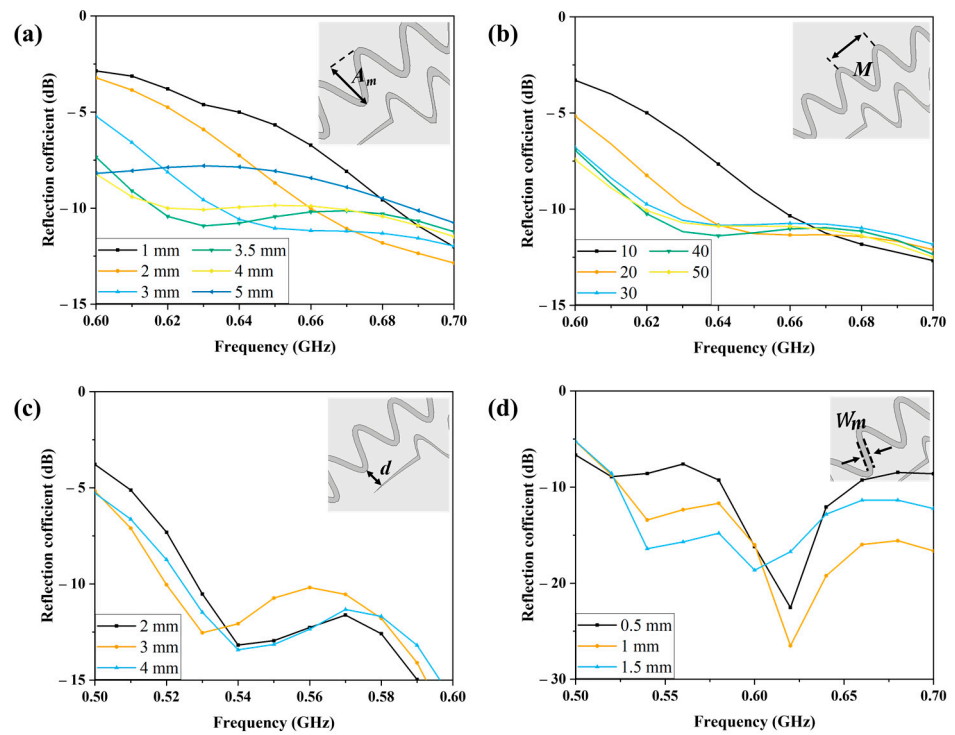 (a)
0
-5
-10
-15
Reflection cofficient (dB)
A_m
1 mm
2 mm
3 mm
3.5 mm
4 mm
5 mm
0.60 0.62 0.64 0.66 0.68 0.70
Frequency (GHz)
(b)
0
-5
-10
-15
Reflection cofficient (dB)
M
10
20
30
40
50
0.60 0.62 0.64 0.66 0.68 0.70
Frequency (GHz)
(c)
0
-5
-10
-15
Reflection cofficient (dB)
d
2 mm
3 mm
4 mm
0.50 0.52 0.54 0.56 0.58 0.60
Frequency (GHz)
(d)
0
-10
-20
-30
Reflection cofficient (dB)
Wm
0.5 mm
1 mm
1.5 mm
0.50 0.55 0.60 0.65 0.70
Frequency (GHz)